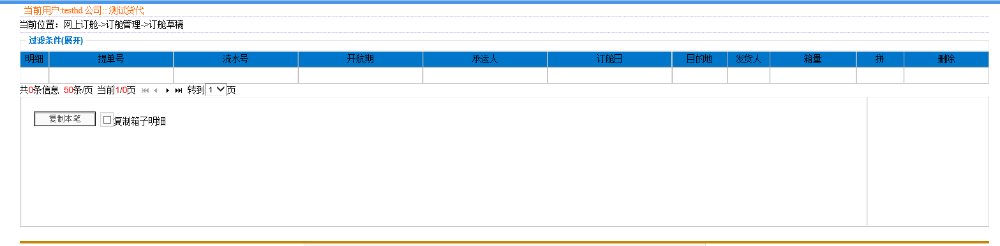 当前用户:testhd 公司:: 测试货代
当前位置：网上订舱->订舱管理->订舱草稿
过滤条件(展开)
明细 提单号 流水号 开航期 承运人 订舱日 目的地 发货人 箱量 拼 删除
共0条信息 50条/页 当前1/0页 转到 1 页
复制本笔 复制箱子明细